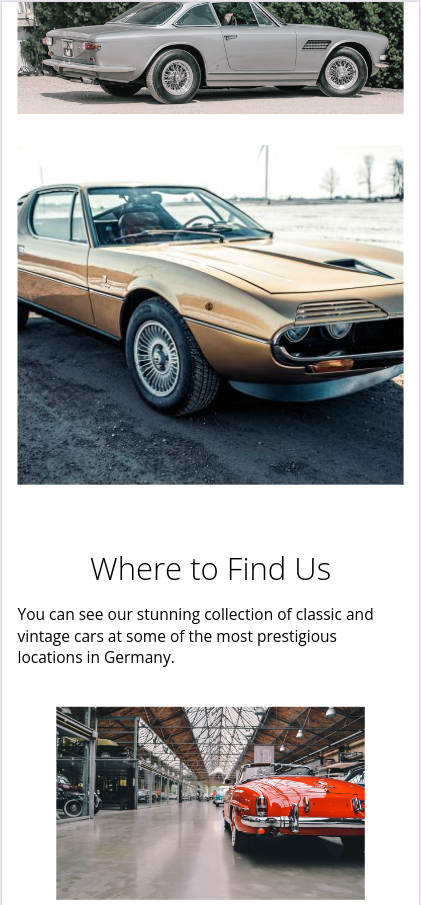 Where to Find Us
You can see our stunning collection of classic and
vintage cars at some of the most prestigious
locations in Germany.